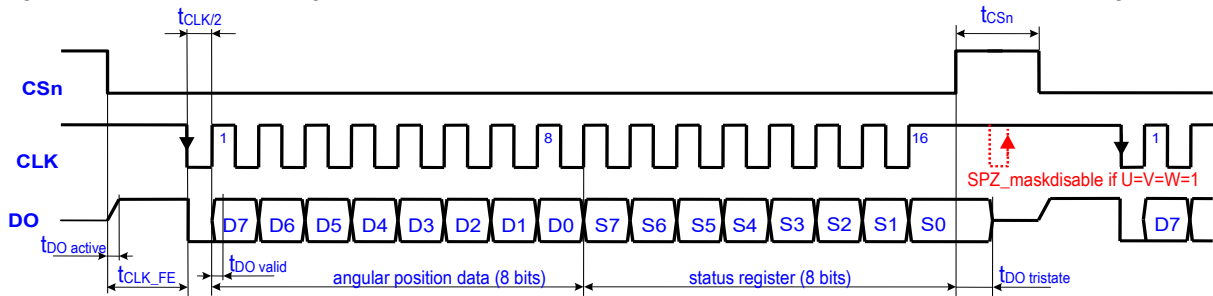 tCLK/2
tCSn
CSn
CLK
1
8
16
1
SPZ_maskdisable if U=V=W=1
DO
D7 D6 D5 D4 D3 D2 D1 D0 S7 S6 S5 S4 S3 S2 S1 S0 D7
tDO active
tDO valid
tDO tristate
tCLK_FE
angular position data (8 bits)
status register (8 bits)